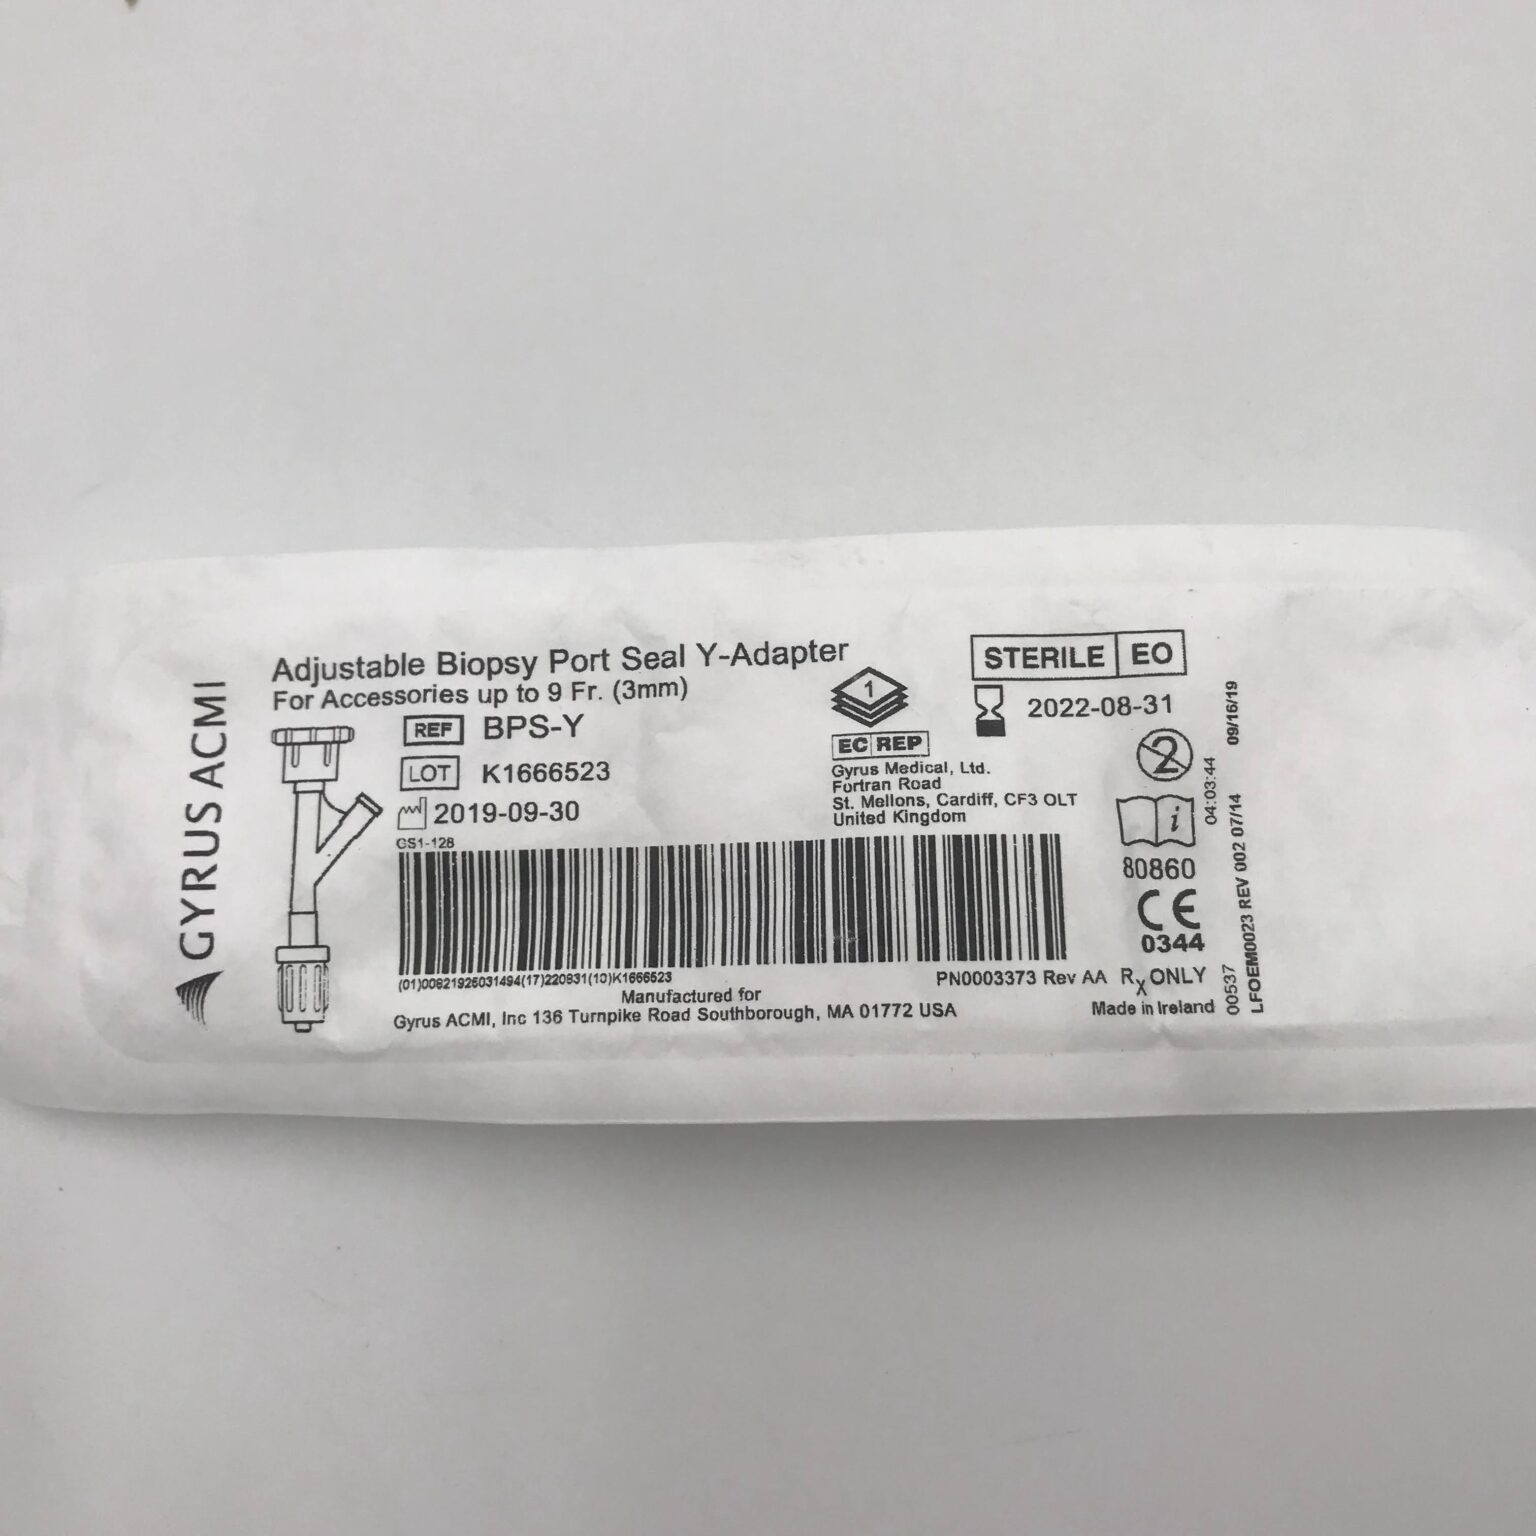 GYRUS ACMI
Adjustable Biopsy Port Seal Y-Adapter
For Accessories up to 9 Fr. (3mm)
REF BPS-Y
LOT K1666523
2019-09-30
GS1-128
(01)00821925031494(17)220831(10)K1666523
Manufactured for
Gyrus ACMI, Inc 136 Turnpike Road Southborough, MA 01772 USA
1
EC REP
Gyrus Medical, Ltd.
Fortran Road
St. Mellons, Cardiff, CF3 OLT
United Kingdom
STERILE EO
2022-08-31
2
i
80860
CE
0344
PN0003373 Rev AA RX ONLY
Made in Ireland
04:03:44
09/16/19
00537
LFOEM0023 REV 002 07/14